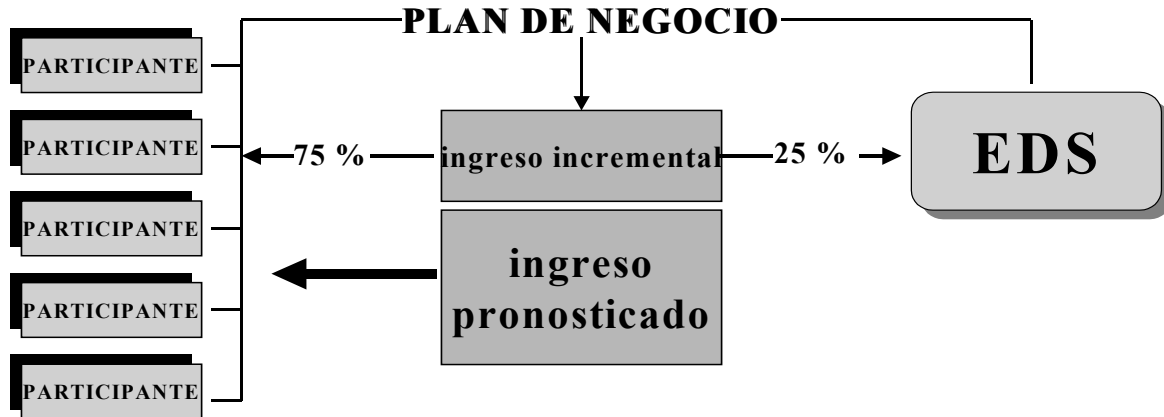 PLAN DE NEGOCIO
PARTICIPANTE
PARTICIPANTE
PARTICIPANTE
PARTICIPANTE
PARTICIPANTE
75 %
ingreso incremental
25 %
EDS
ingreso
pronosticado